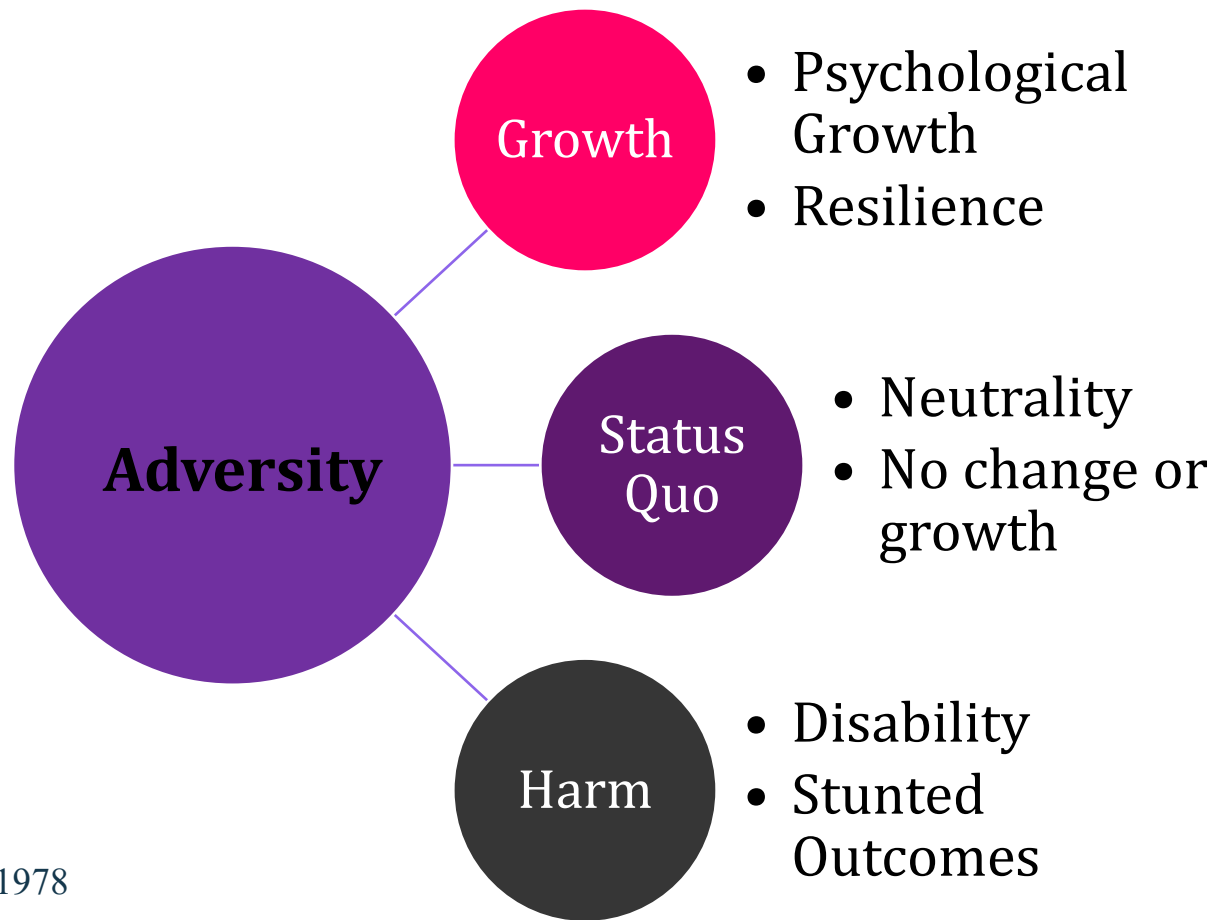 Growth
• Psychological
Growth
• Resilience
Adversity
Status
Quo
• Neutrality
• No change or
growth
Harm
• Disability
• Stunted
Outcomes
1978